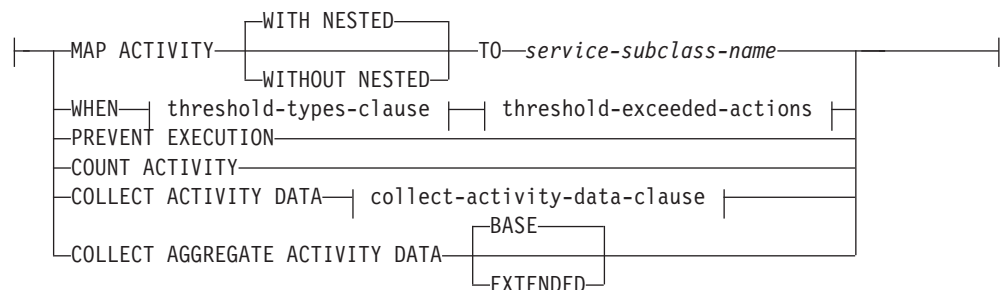 WITH NESTED
MAP ACTIVITY TO service-subclass-name
WITHOUT NESTED
WHEN threshold-types-clause threshold-exceeded-actions
PREVENT EXECUTION
COUNT ACTIVITY
COLLECT ACTIVITY DATA collect-activity-data-clause
BASE
COLLECT AGGREGATE ACTIVITY DATA
EXTENDED